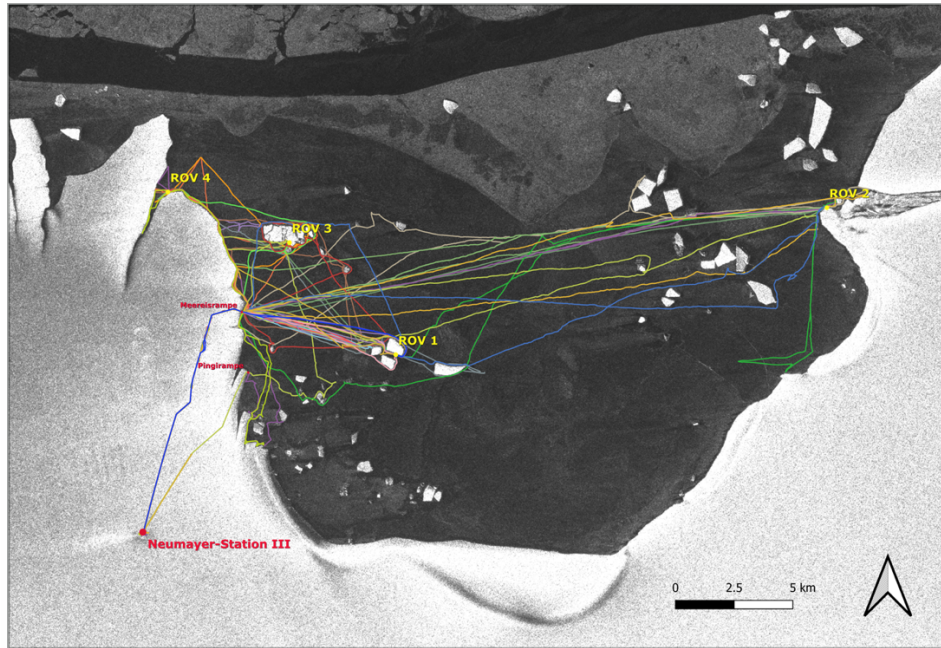 ROV 4
ROV 2
ROV 3
Meereisrampe
ROV 1
Pingirampe
Neumayer-Station III
0 2.5 5 km